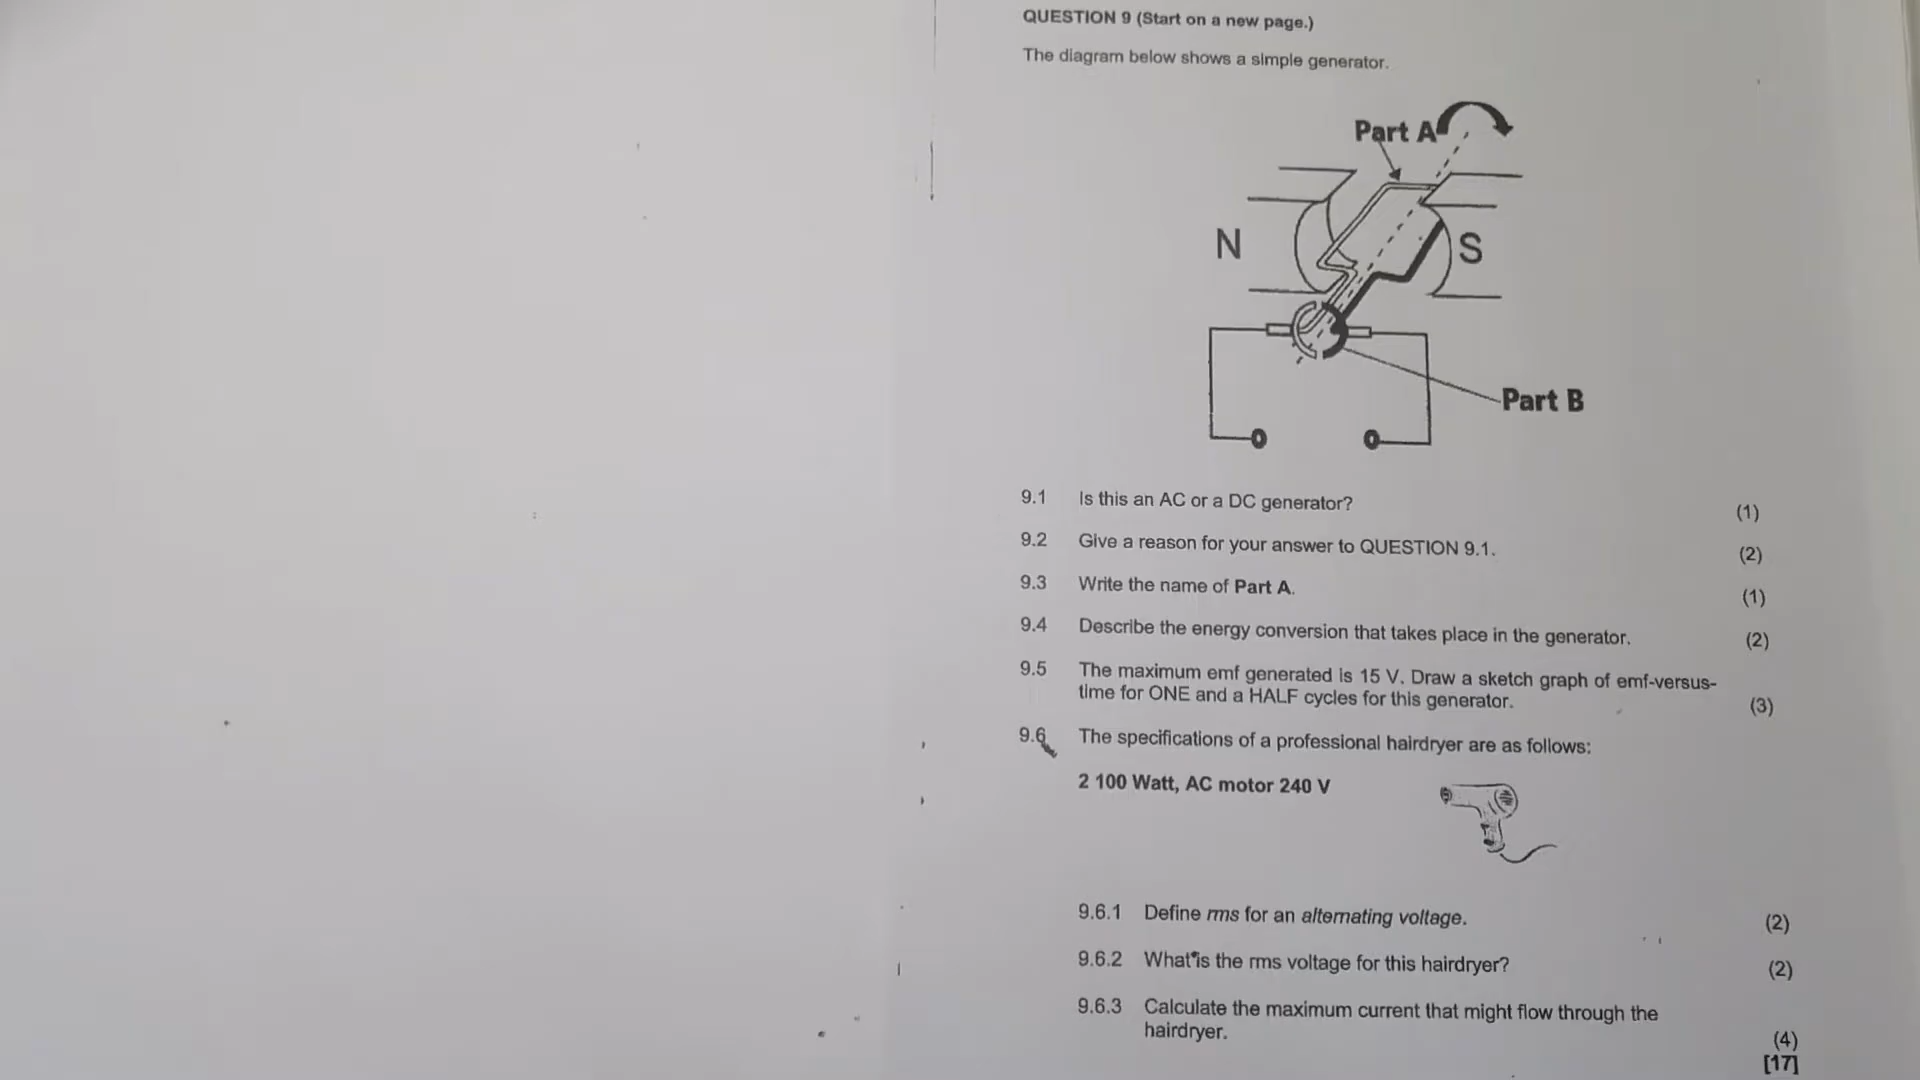 QUESTION 9 (Start on a new page.)
The diagram below shows a simple generator.
Part A
N
S
Part B
9.1 Is this an AC or a DC generator? (1)
9.2 Give a reason for your answer to QUESTION 9.1. (2)
9.3 Write the name of Part A. (1)
9.4 Describe the energy conversion that takes place in the generator. (2)
9.5 The maximum emf generated is 15 V. Draw a sketch graph of emf-versus-
time for ONE and a HALF cycles for this generator. (3)
9.6 The specifications of a professional hairdryer are as follows:
2 100 Watt, AC motor 240 V
9.6.1 Define rms for an alternating voltage. (2)
9.6.2 What is the rms voltage for this hairdryer? (2)
9.6.3 Calculate the maximum current that might flow through the
hairdryer. (4)
[17]